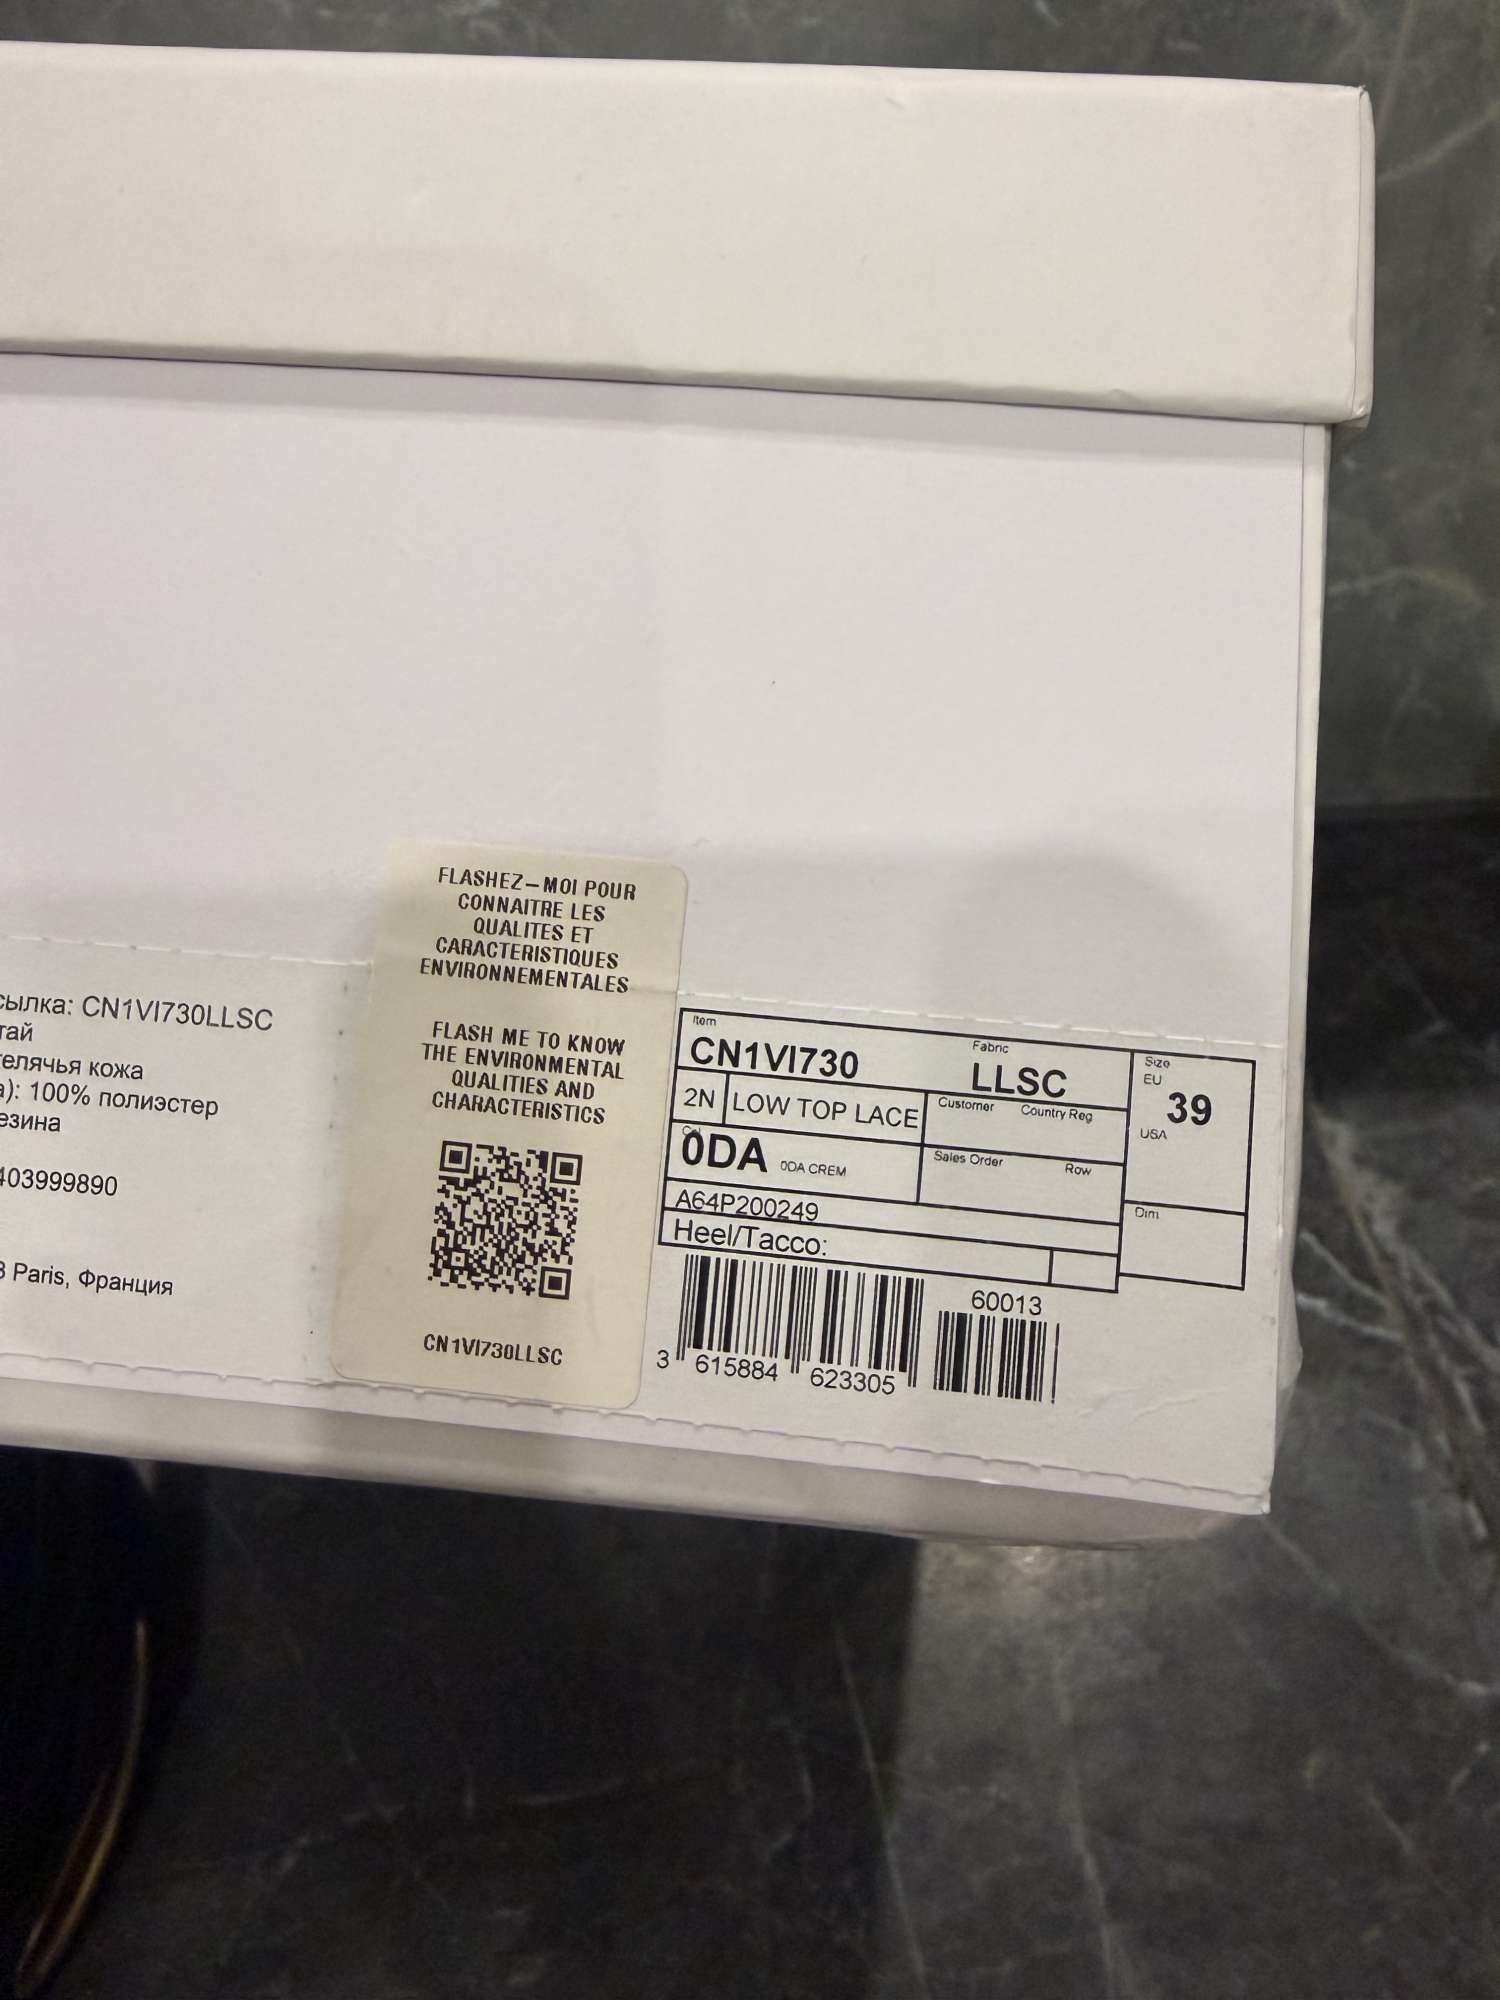 сылка: CN1VI730LLSC
тай
елячья кожа
а): 100% полиэстер
езина
403999890
8 Paris, Франция
FLASHEZ-MOI POUR
CONNAITRE LES
QUALITES ET
CARACTERISTIQUES
ENVIRONNEMENTALES
FLASH ME TO KNOW
THE ENVIRONMENTAL
QUALITIES AND
CHARACTERISTICS
CN1VI730LLSC
Item
CN1VI730
Fabric
LLSC
Size
EU
39
USA
2N
LOW TOP LACE
Customer Country Reg
Col
0DA 0DA CREM
Sales Order Row
Dim
A64P200249
Heel/Tacco:
60013
3 615884 623305